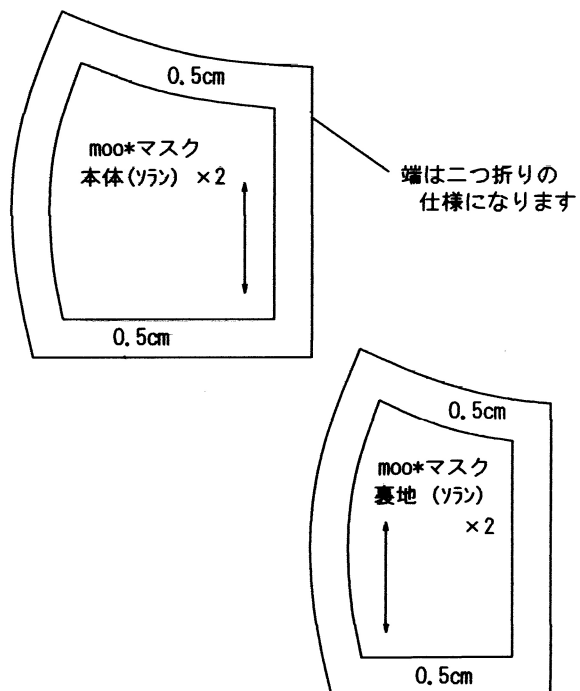 0.5cm
moo*マスク
本体(ソラン) ×2
端は二つ折りの
仕様になります
0.5cm
0.5cm
moo*マスク
裏地 (ソラン)
×2
0.5cm